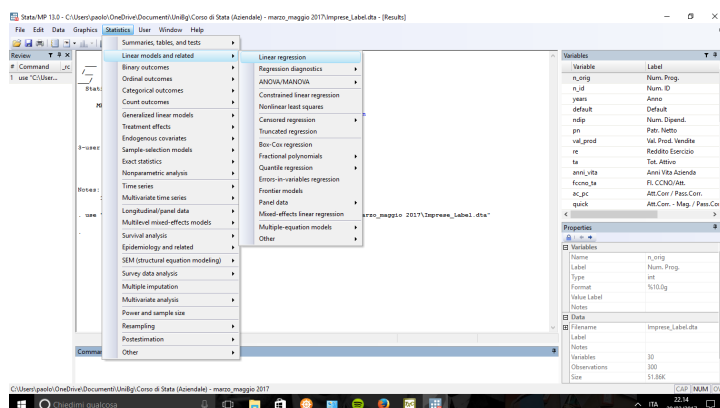 Stata/MP 13.0 - C:\Users\paolo\OneDrive\Documenti\UniBg\Corso di Stata (Aziendale) - marzo_maggio 2017\Imprese_Label.dta - [Results]
File Edit Data Graphics Statistics User Window Help
Review
# Command _rc
1 use "C:\User...
Stati
3-user
Notes:
. use "
arzo_maggio 2017\Imprese_Label.dta"
.
Summaries, tables, and tests
Linear models and related
Binary outcomes
Ordinal outcomes
Categorical outcomes
Count outcomes
Generalized linear models
Treatment effects
Endogenous covariates
Sample-selection models
Exact statistics
Nonparametric analysis
Time series
Multivariate time series
Longitudinal/panel data
Multilevel mixed-effects models
Survival analysis
Epidemiology and related
SEM (structural equation modeling)
Survey data analysis
Multiple imputation
Multivariate analysis
Power and sample size
Resampling
Postestimation
Other
Linear regression
Regression diagnostics
ANOVA/MANOVA
Constrained linear regression
Nonlinear least squares
Censored regression
Truncated regression
Box-Cox regression
Fractional polynomials
Quantile regression
Errors-in-variables regression
Frontier models
Panel data
Mixed-effects linear regression
Multiple-equation models
Other
Variables
Variable Label
n_orig Num. Prog.
n_id Num. ID
years Anno
default Default
ndip Num. Dipend.
pn Patr. Netto
val_prod Val. Prod. Vendite
re Reddito Esercizio
ta Tot. Attivo
anni_vita Anni Vita Azienda
fccno_ta Fl. CCNO/Att.
ac_pc Att.Corr / Pass.Corr.
quick Att.Corr. - Mag. / Pass.Cor
Properties
Variables
Name n_orig
Label Num. Prog.
Type int
Format %10.0g
Value Label
Notes
Data
Filename Imprese_Label.dta
Label
Notes
Variables 30
Observations 300
Size 51.86K
Comman
C:\Users\paolo\OneDrive\Documenti\UniBg\Corso di Stata (Aziendale) - marzo_maggio 2017
CAP NUM OV
Chiedimi qualcosa
ITA
22.14